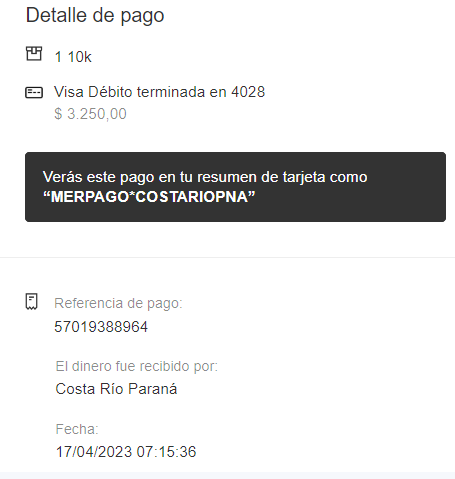 Detalle de pago
1 10k
Visa Débito terminada en 4028
$ 3.250,00
Verás este pago en tu resumen de tarjeta como
“MERPAGO*COSTARIOPNA”
Referencia de pago:
57019388964
El dinero fue recibido por:
Costa Río Paraná
Fecha:
17/04/2023 07:15:36